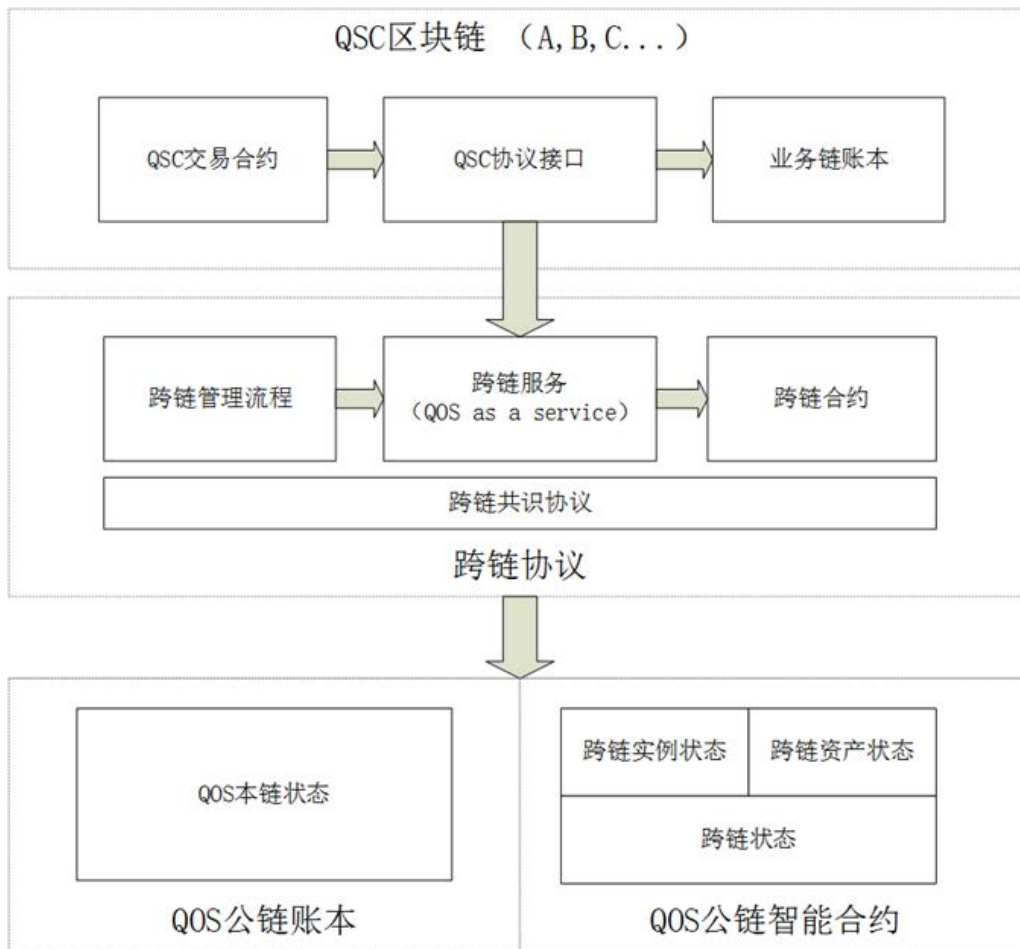 QSC区块链 （A,B,C...）
QSC交易合约
QSC协议接口
业务链账本
跨链管理流程
跨链服务
（QOS as a service）
跨链合约
跨链共识协议
跨链协议
QOS本链状态
跨链实例状态
跨链资产状态
跨链状态
QOS公链账本
QOS公链智能合约